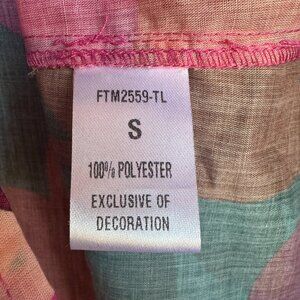 FTM2559-TL
S
100% POLYESTER
EXCLUSIVE OF
DECORATION